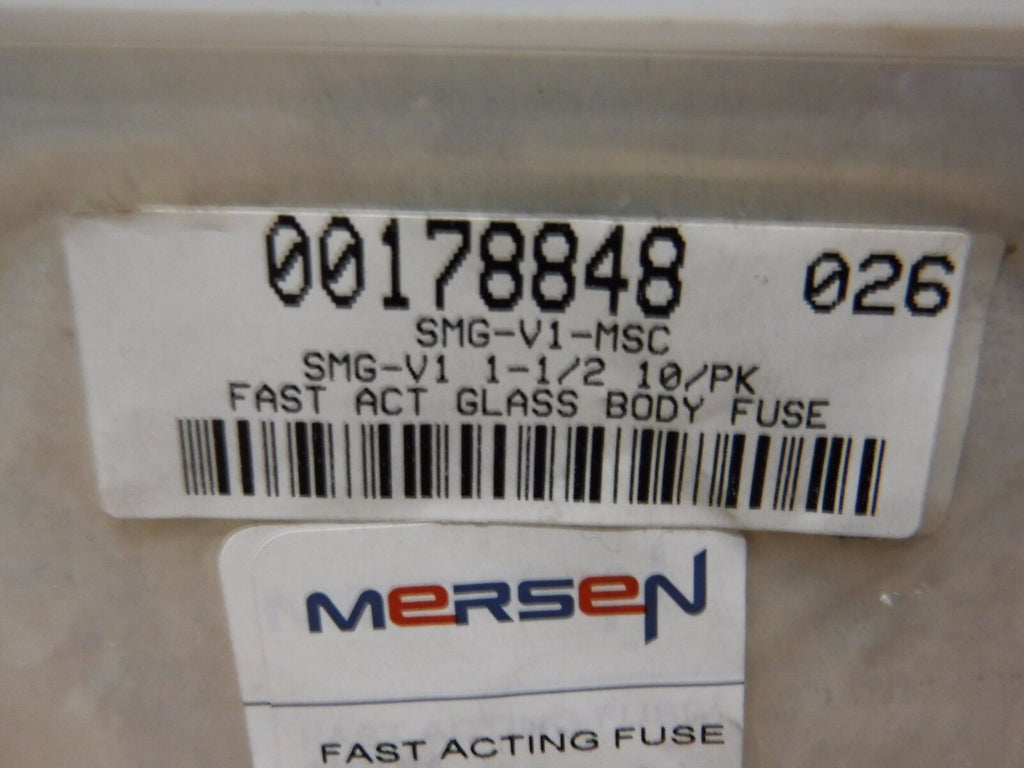 00178848 026
SMG-V1-MSC
SMG-V1 1-1/2 10/PK
FAST ACT GLASS BODY FUSE
MERSEN
FAST ACTING FUSE